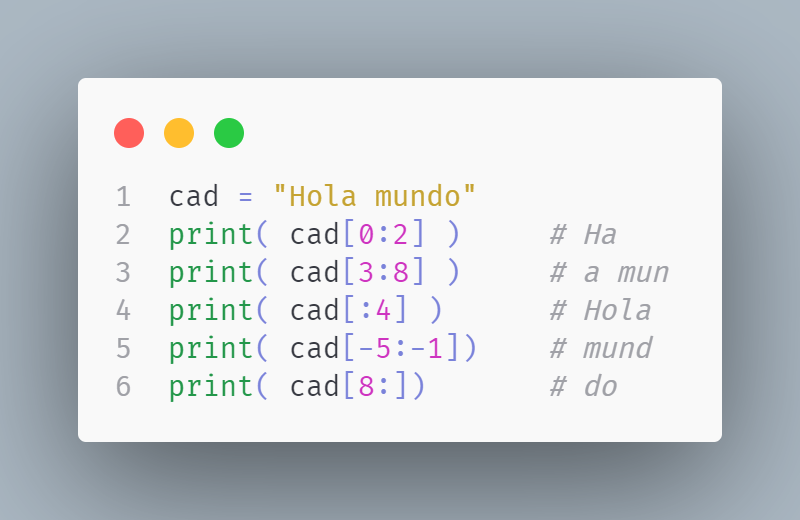 1 cad = "Hola mundo"
2 print( cad[0:2] ) # Ha
3 print( cad[3:8] ) # a mun
4 print( cad[:4] ) # Hola
5 print( cad[-5:-1]) # mund
6 print( cad[8:]) # do